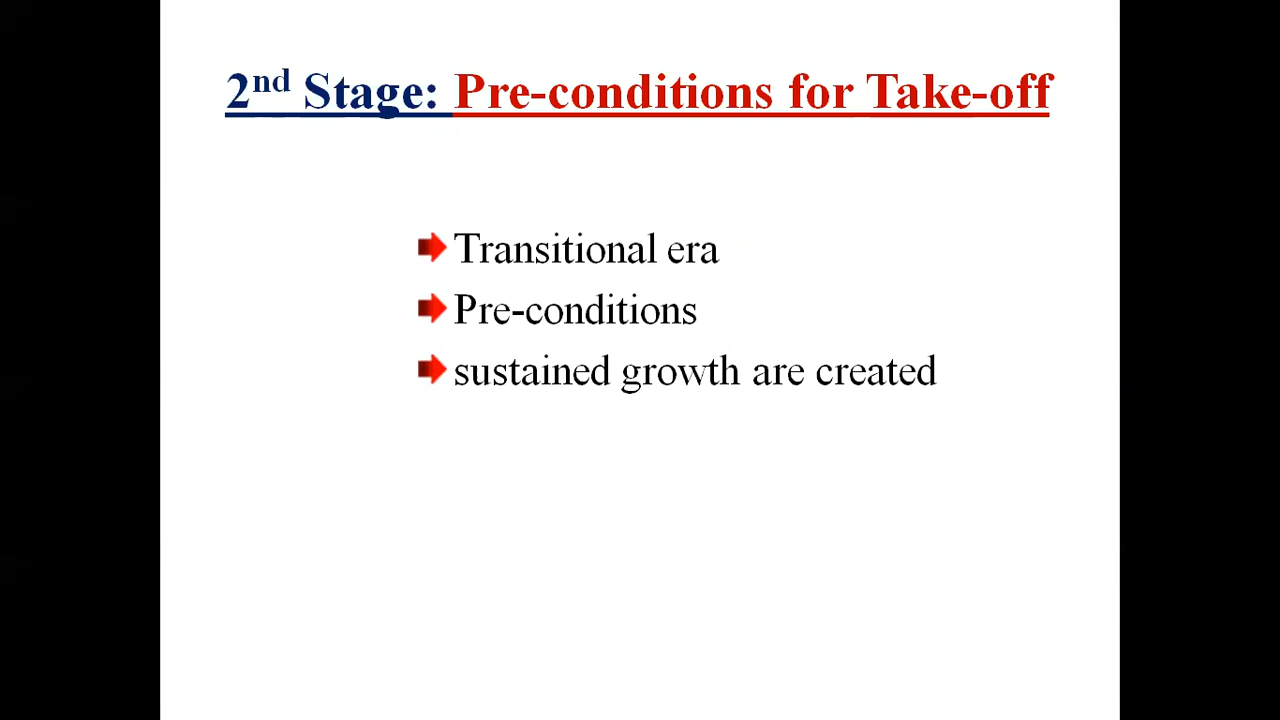 2nd Stage: Pre-conditions for Take-off
Transitional era
Pre-conditions
sustained growth are created